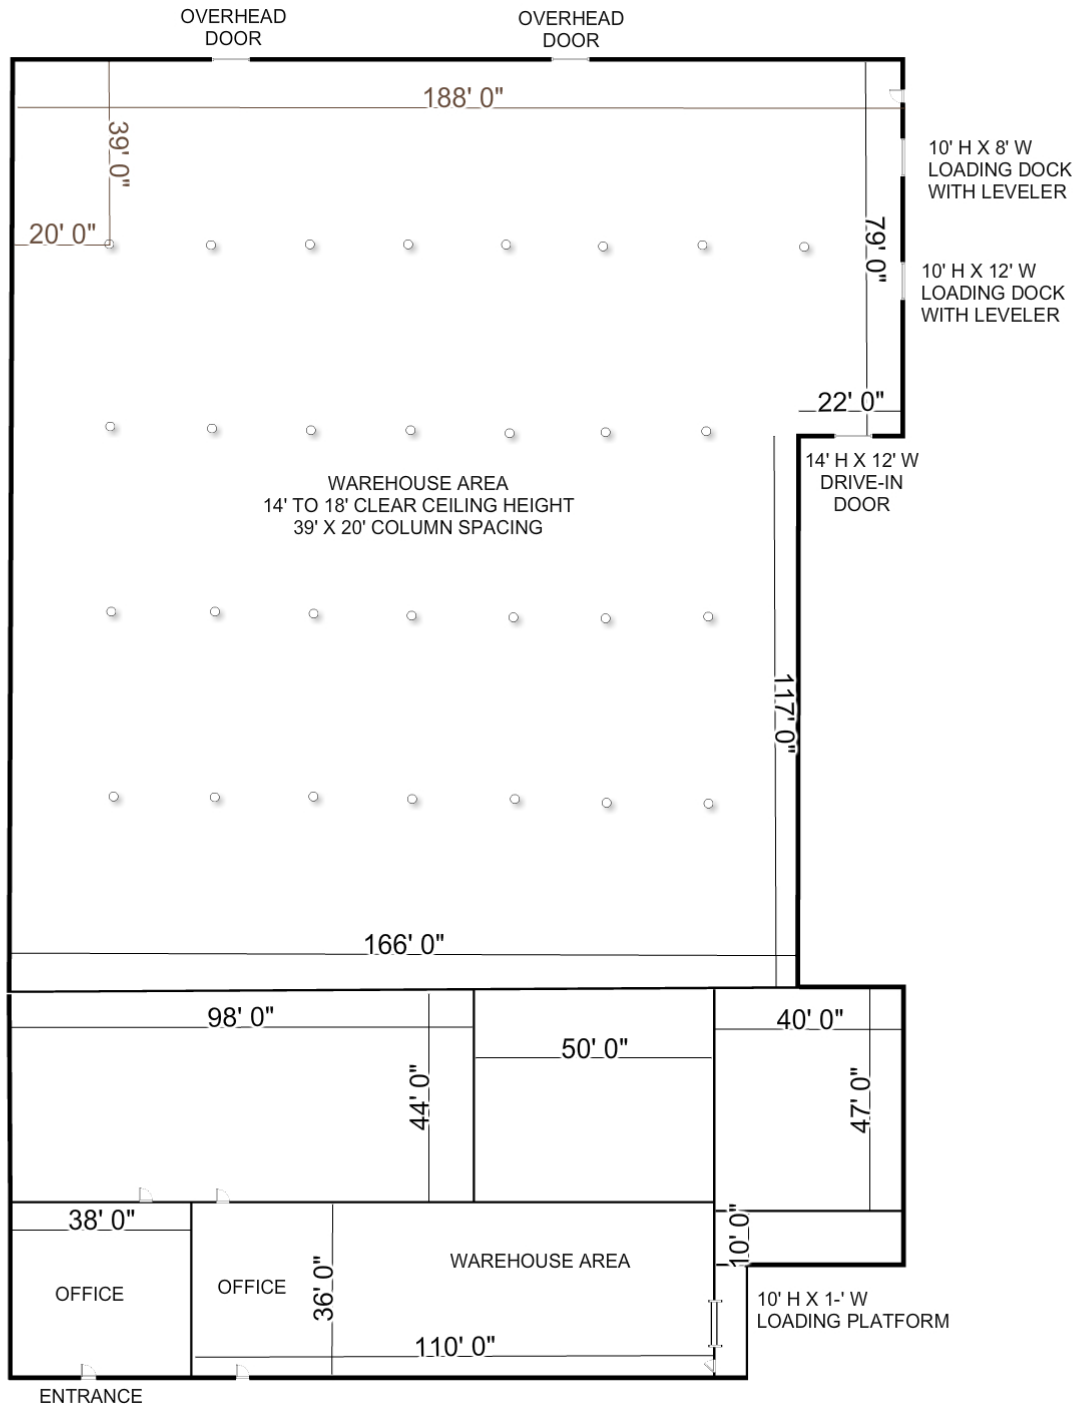 OVERHEAD
DOOR
OVERHEAD
DOOR
188' 0"
39' 0"
20' 0"
10' H X 8' W
LOADING DOCK
WITH LEVELER
79' 0"
10' H X 12' W
LOADING DOCK
WITH LEVELER
22' 0"
14' H X 12' W
DRIVE-IN
DOOR
WAREHOUSE AREA
14' TO 18' CLEAR CEILING HEIGHT
39' X 20' COLUMN SPACING
117' 0"
166' 0"
98' 0"
50' 0"
40' 0"
44' 0"
47' 0"
38' 0"
10' 0"
OFFICE
OFFICE
36' 0"
WAREHOUSE AREA
110' 0"
10' H X 1-' W
LOADING PLATFORM
ENTRANCE